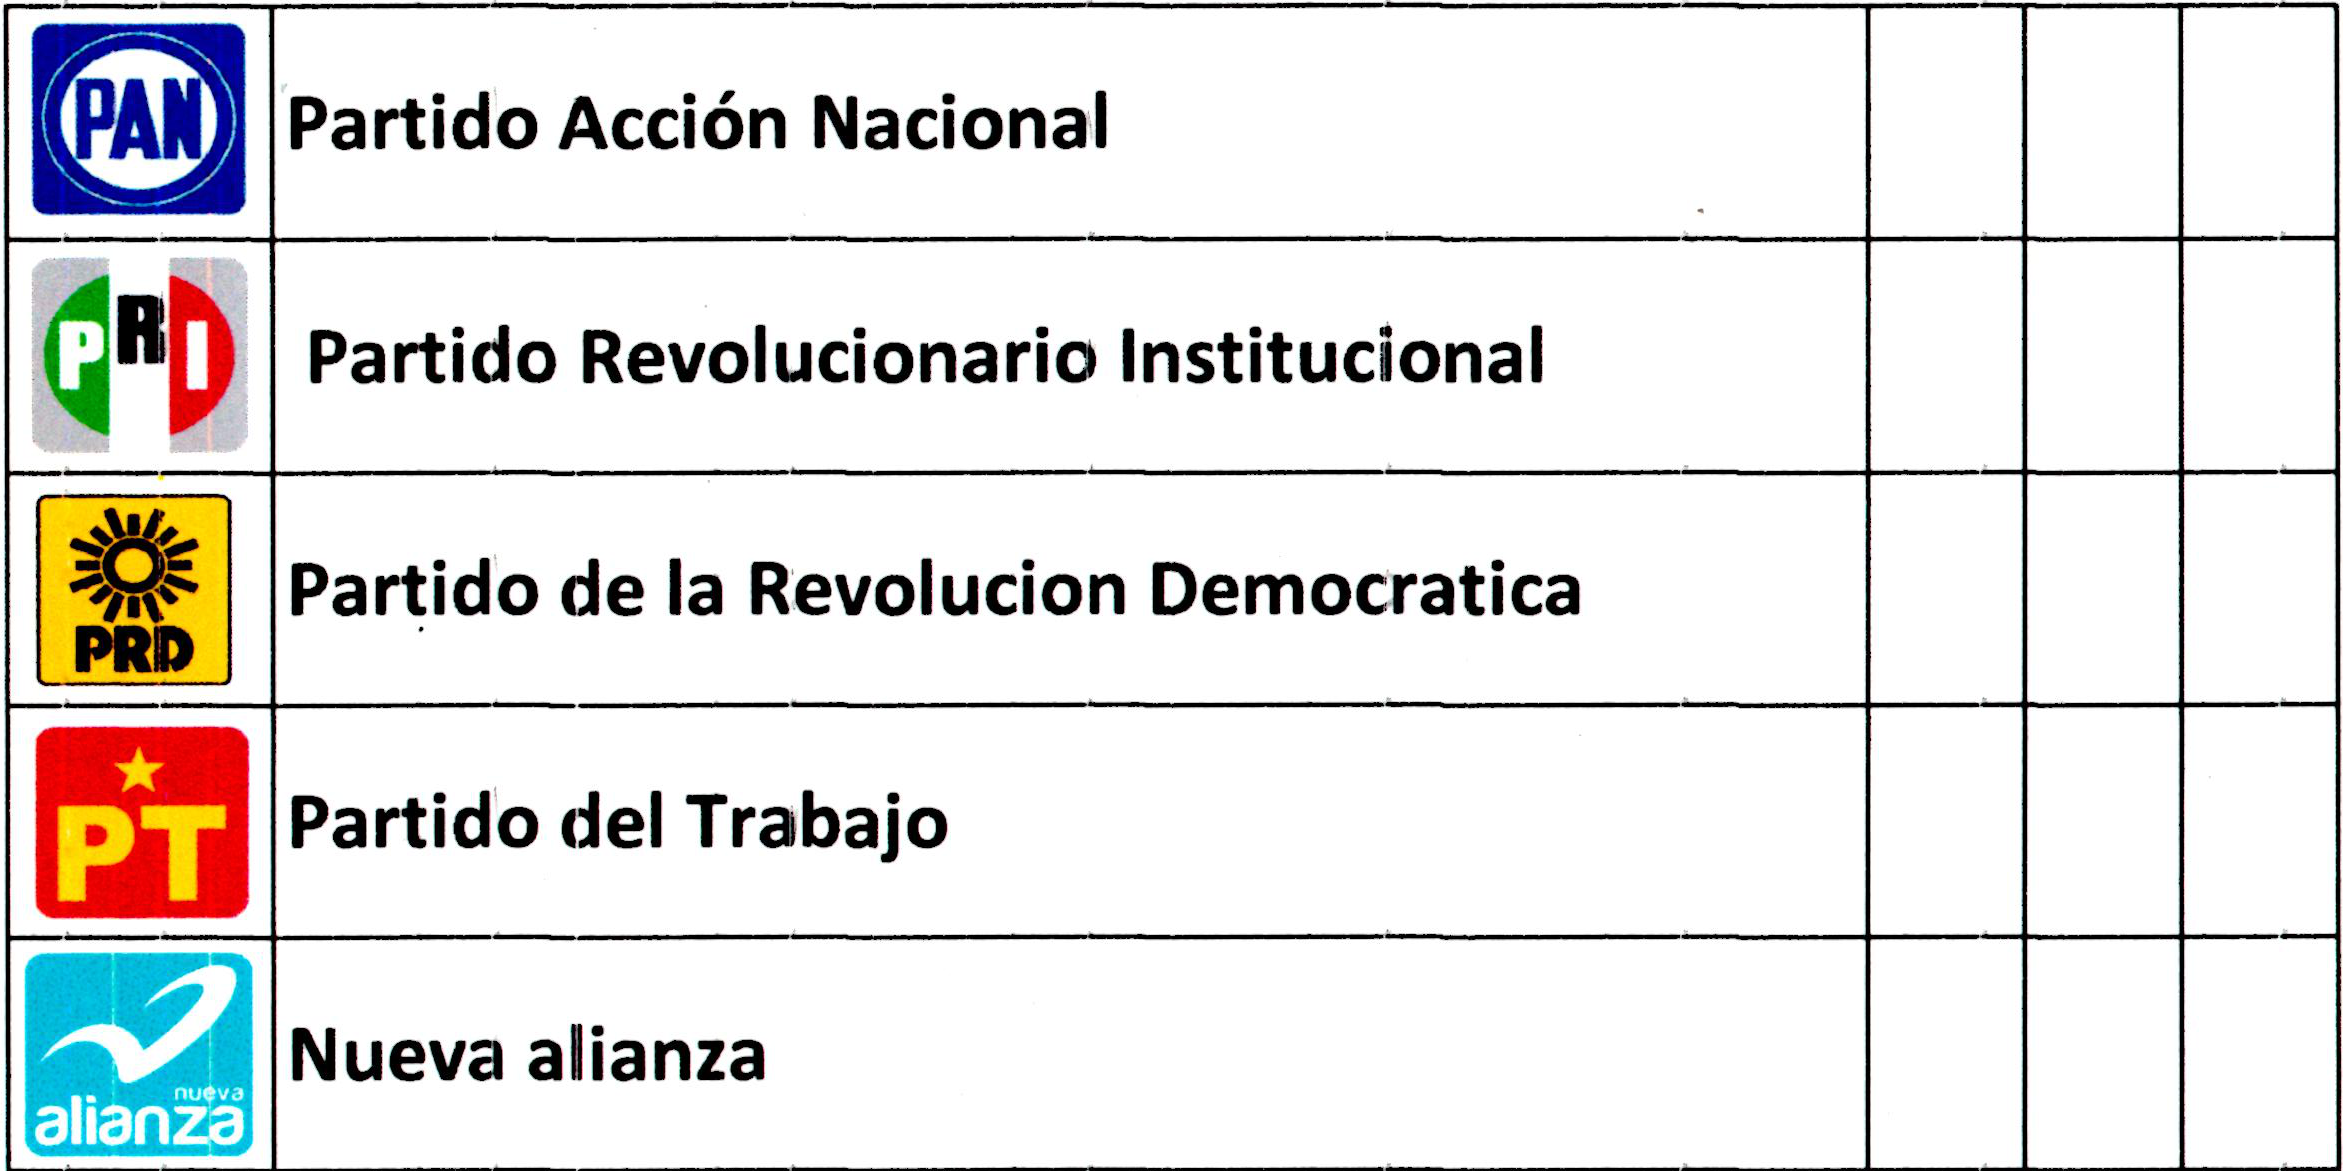 PAN
Partido Acción Nacional
PRI
Partido Revolucionario Institucional
PRD
Partido de la Revolucion Democratica
PT
Partido del Trabajo
nueva
alianza
Nueva alianza